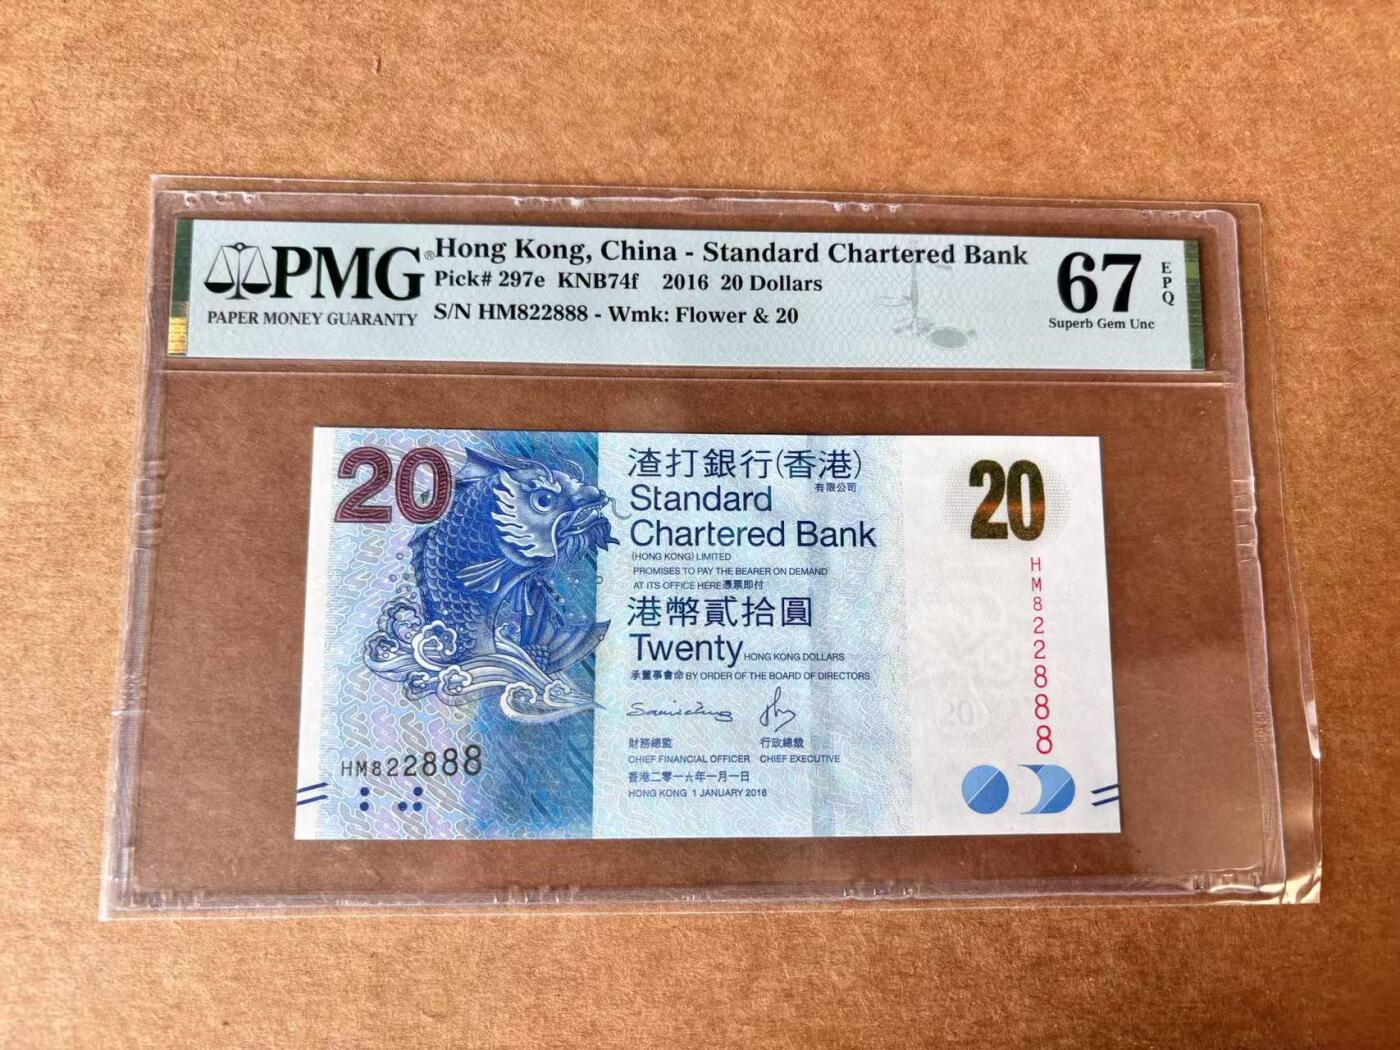 PMG®
PAPER MONEY GUARANTY
Hong Kong, China - Standard Chartered Bank
Pick# 297e KNB74f 2016 20 Dollars
S/N HM822888 - Wmk: Flower & 20
67
EPQ
Superb Gem Unc
20
渣打銀行(香港)
有限公司
Standard
Chartered Bank
(HONG KONG) LIMITED
PROMISES TO PAY THE BEARER ON DEMAND
AT ITS OFFICE HERE憑票即付
港幣貳拾圓
Twenty HONG KONG DOLLARS
承董事會命 BY ORDER OF THE BOARD OF DIRECTORS
財務總監 行政總裁
CHIEF FINANCIAL OFFICER CHIEF EXECUTIVE
香港二零一六年一月一日
HONG KONG 1 JANUARY 2016
HM822888
20
HM822888
20